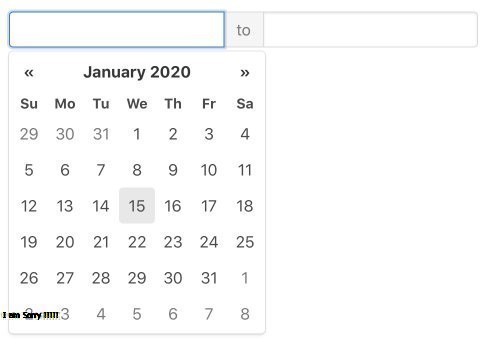 to
« January 2020 »
Su Mo Tu We Th Fr Sa
29 30 31 1 2 3 4
5 6 7 8 9 10 11
12 13 14 15 16 17 18
19 20 21 22 23 24 25
26 27 28 29 30 31 1
2 3 4 5 6 7 8
I am Sorry !!!!!